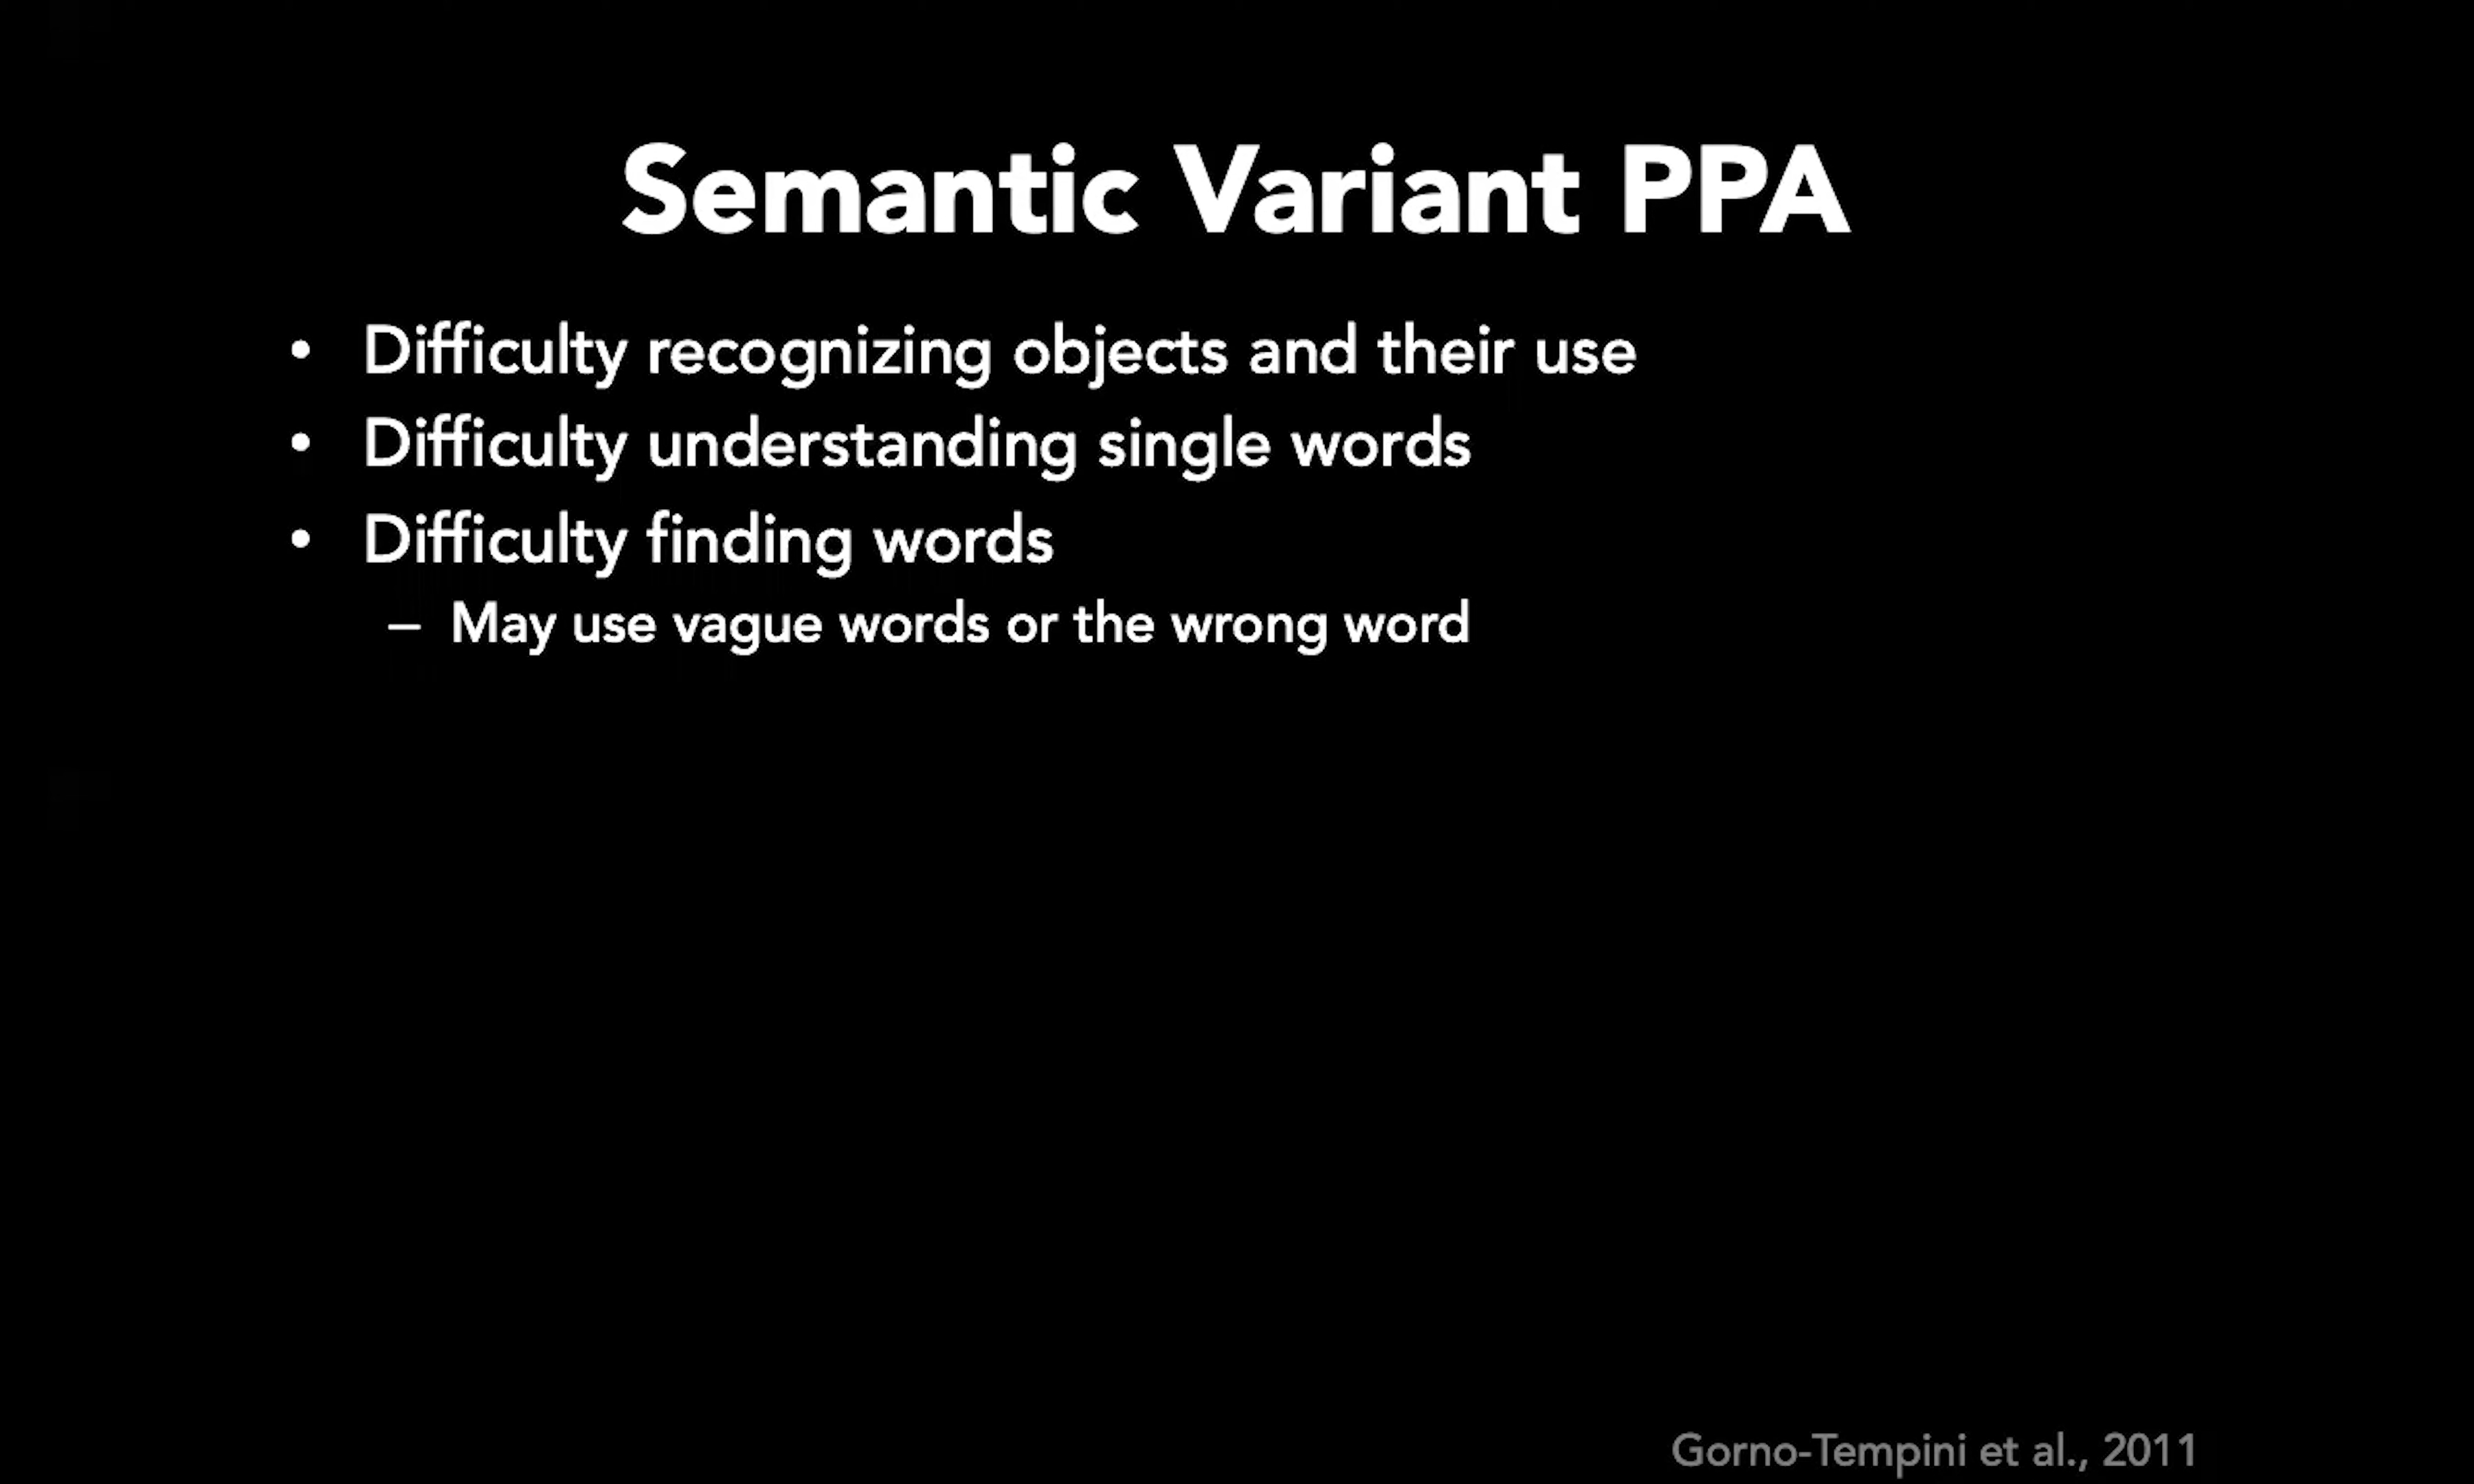 Semantic Variant PPA
• Difficulty recognizing objects and their use
• Difficulty understanding single words
• Difficulty finding words
– May use vague words or the wrong word
Gorno-Tempini et al., 2011